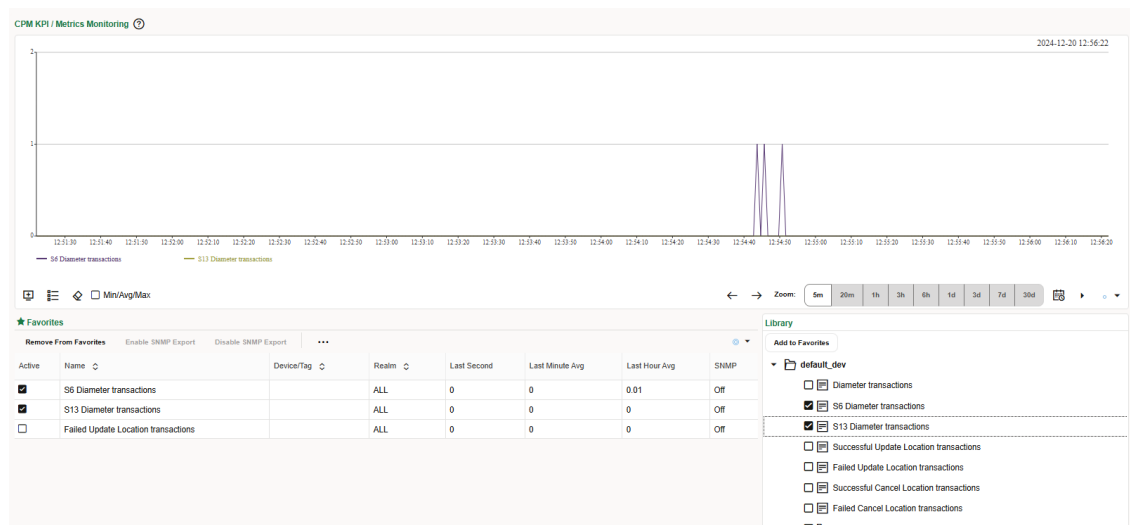 CPM KPI / Metrics Monitoring ?
2024-12-20 12:56:22
2
1
0
12:51:30 12:51:40 12:51:50 12:52:00 12:52:10 12:52:20 12:52:30 12:52:40 12:52:50 12:53:00 12:53:10 12:53:20 12:53:30 12:53:40 12:53:50 12:54:00 12:54:10 12:54:20 12:54:30 12:54:40 12:54:50 12:55:00 12:55:10 12:55:20 12:55:30 12:55:40 12:55:50 12:56:00 12:56:10 12:56:20
S6 Diameter transactions S13 Diameter transactions
Min/Avg/Max Zoom: 5m 20m 1h 3h 6h 1d 3d 7d 30d
Favorites
Remove From Favorites Enable SNMP Export Disable SNMP Export ...
Active Name Device/Tag Realm Last Second Last Minute Avg Last Hour Avg SNMP
S6 Diameter transactions ALL 0 0 0.01 Off
S13 Diameter transactions ALL 0 0 0 Off
Failed Update Location transactions ALL 0 0 0 Off
Library
Add to Favorites
default_dev
Diameter transactions
S6 Diameter transactions
S13 Diameter transactions
Successful Update Location transactions
Failed Update Location transactions
Successful Cancel Location transactions
Failed Cancel Location transactions